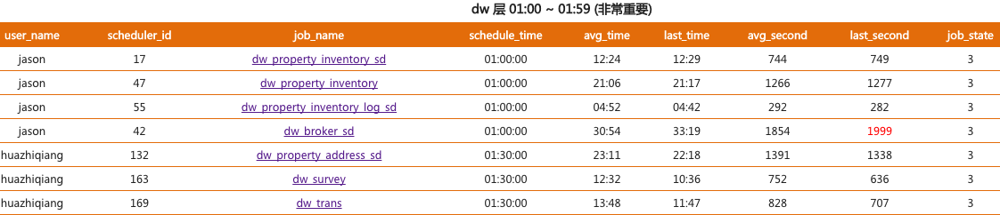 dw 层 01:00 ~ 01:59 (非常重要)
user_name scheduler_id job_name schedule_time avg_time last_time avg_second last_second job_state
jason 17 dw_property_inventory_sd 01:00:00 12:24 12:29 744 749 3
jason 47 dw_property_inventory 01:00:00 21:06 21:17 1266 1277 3
jason 55 dw_property_inventory_log_sd 01:00:00 04:52 04:42 292 282 3
jason 42 dw_broker_sd 01:00:00 30:54 33:19 1854 1999 3
huazhiqiang 132 dw_property_address_sd 01:30:00 23:11 22:18 1391 1338 3
huazhiqiang 163 dw_survey 01:30:00 12:32 10:36 752 636 3
huazhiqiang 169 dw_trans 01:30:00 13:48 11:47 828 707 3